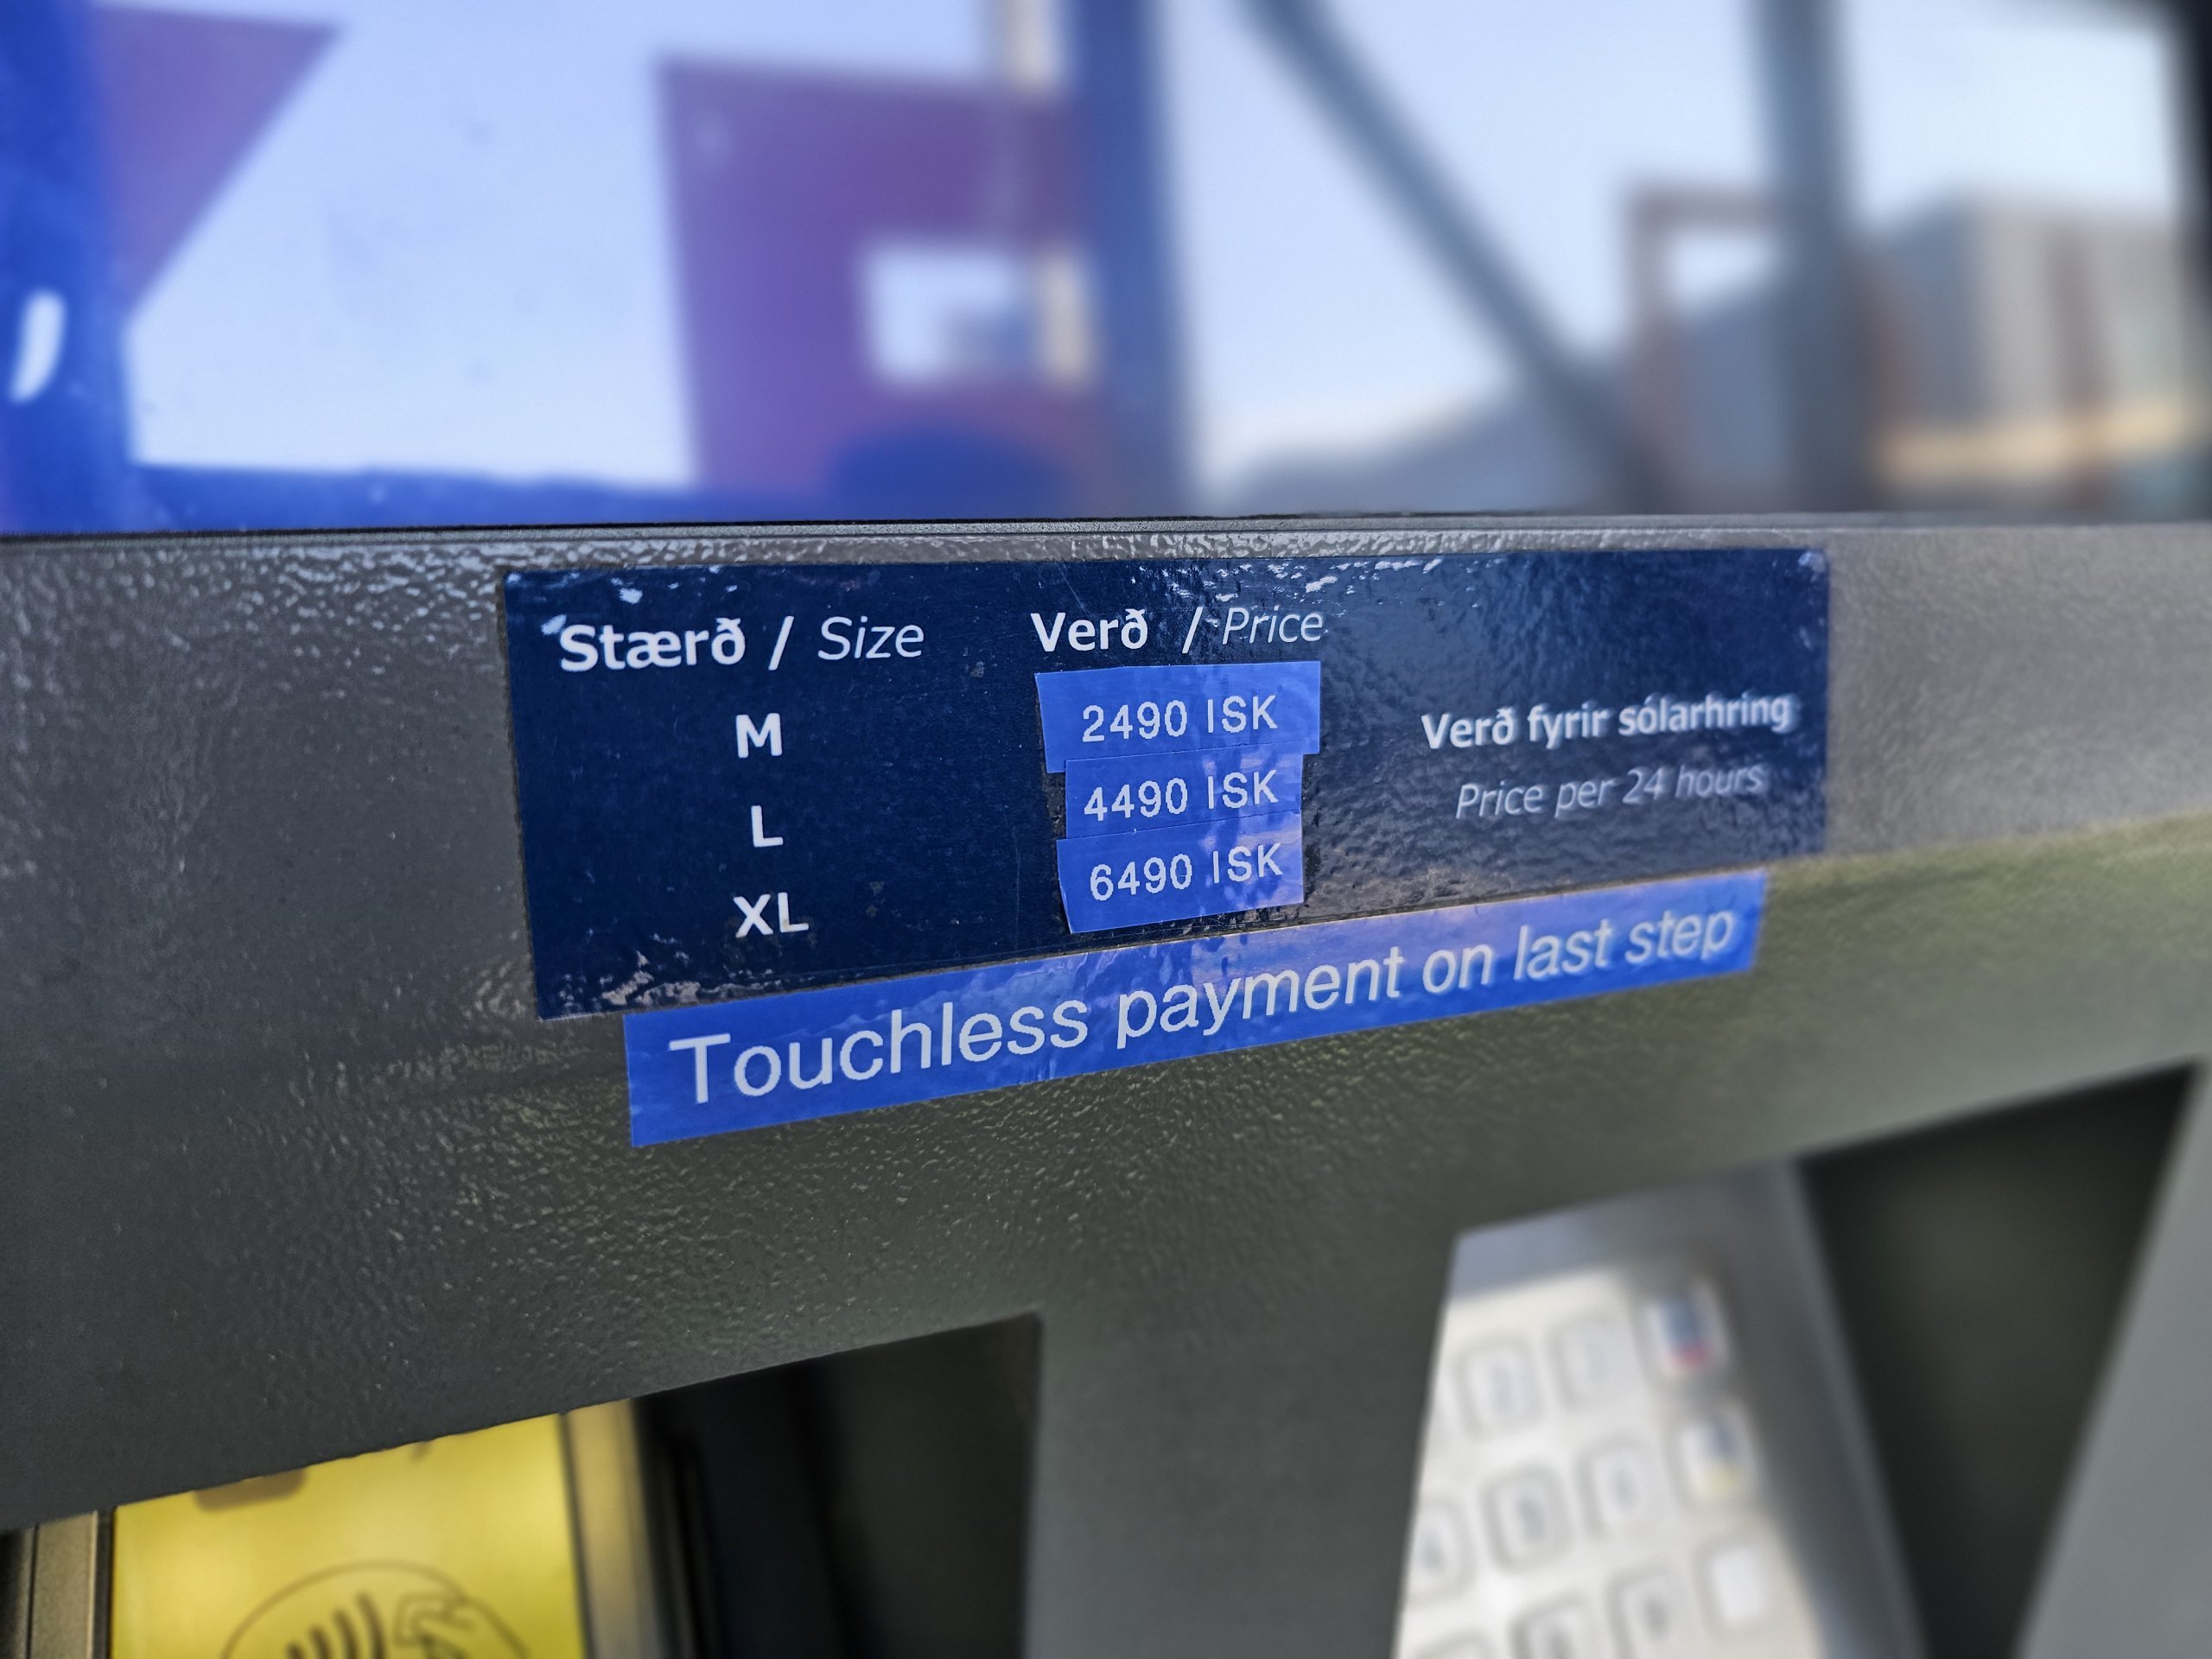 Stærð / Size Verð / Price
M 2490 ISK
L 4490 ISK
XL 6490 ISK
Verð fyrir sólarhring
Price per 24 hours
Touchless payment on last step